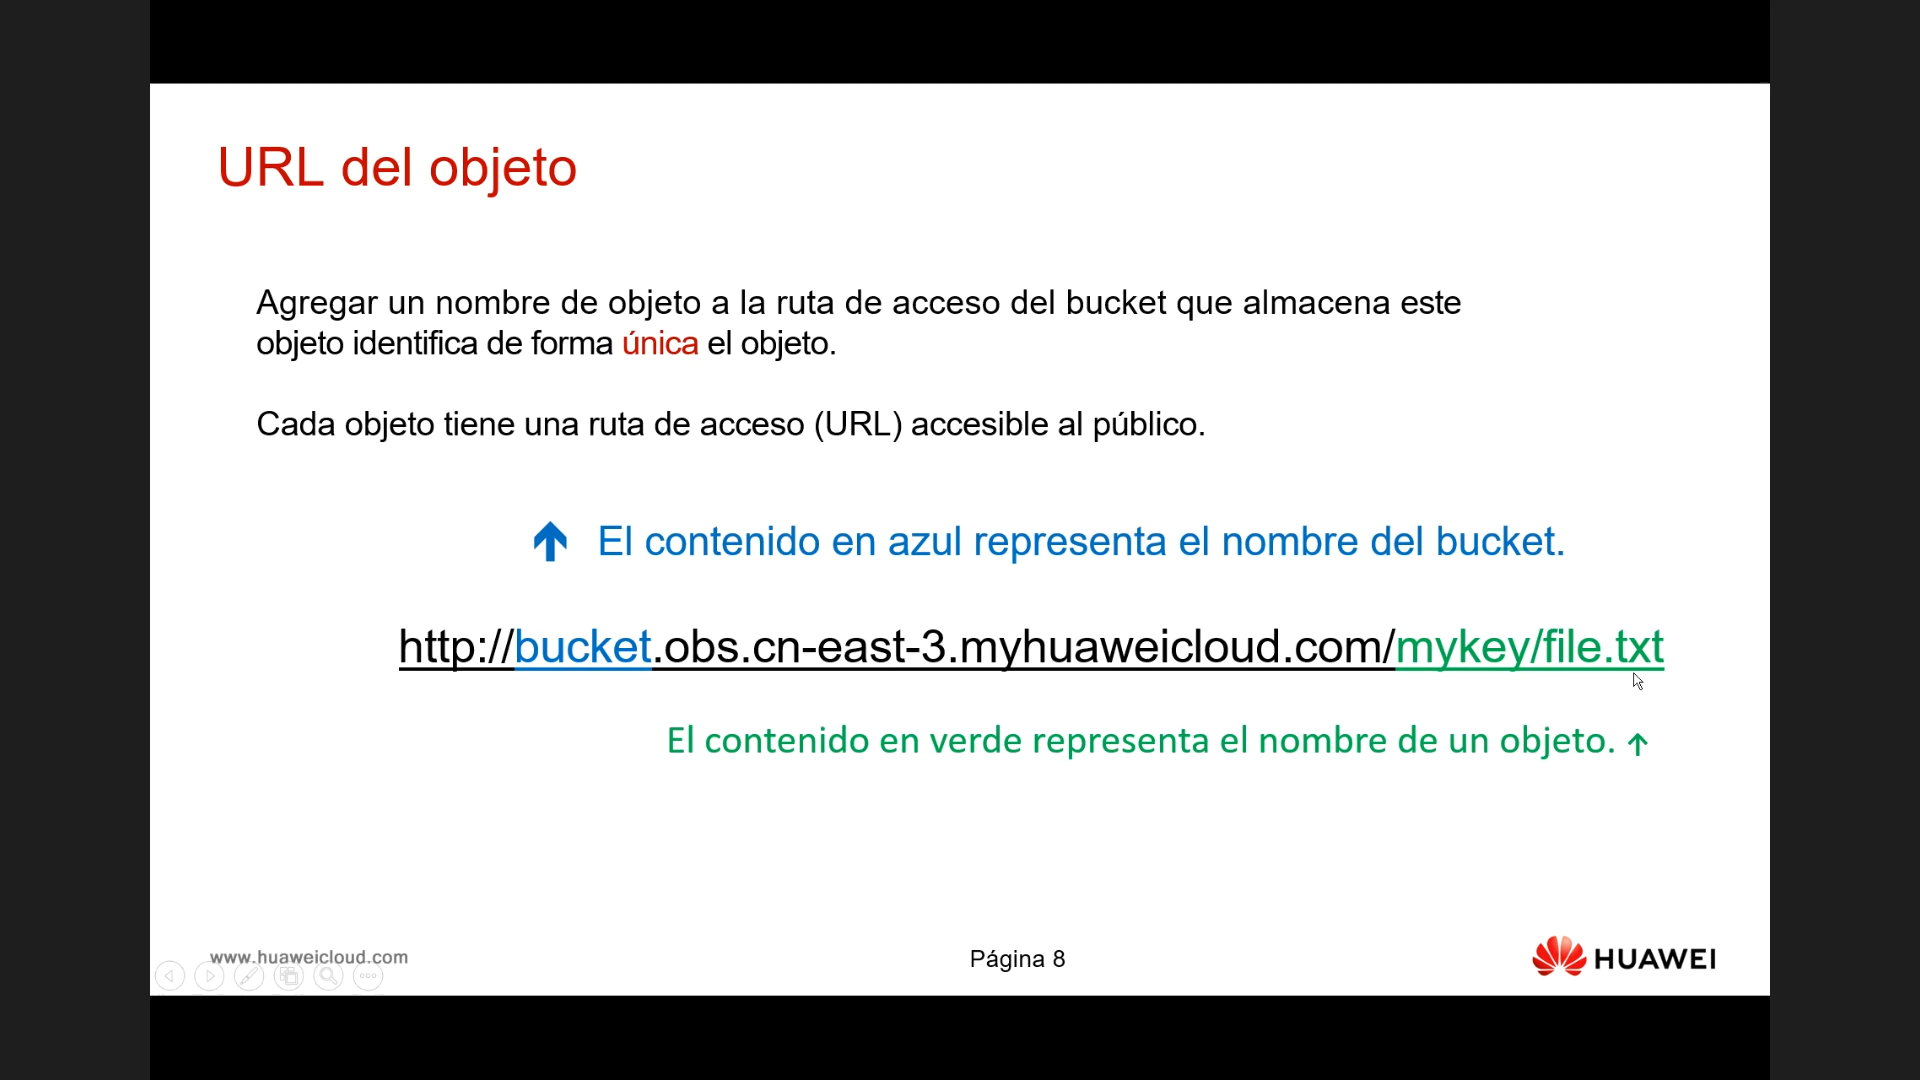 URL del objeto
Agregar un nombre de objeto a la ruta de acceso del bucket que almacena este
objeto identifica de forma única el objeto.
Cada objeto tiene una ruta de acceso (URL) accesible al público.
↑ El contenido en azul representa el nombre del bucket.
http://bucket.obs.cn-east-3.myhuaweicloud.com/mykey/file.txt
El contenido en verde representa el nombre de un objeto. ↑
www.huaweicloud.com
Página 8
HUAWEI